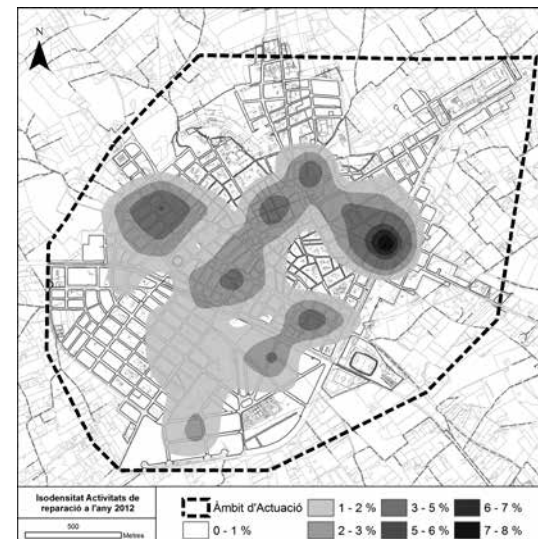 N
Isodensitat Activitats de
reparació a l'any 2012
500
Metres
Àmbit d'Actuació
0 - 1 %
1 - 2 %
2 - 3 %
3 - 5 %
5 - 6 %
6 - 7 %
7 - 8 %